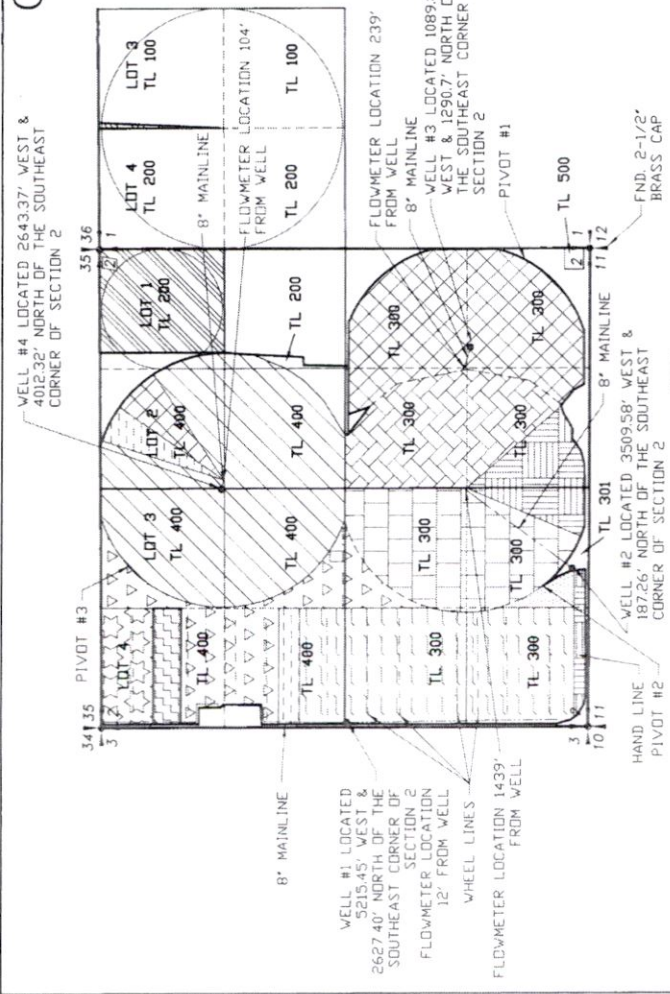 WELL #4 LOCATED 2643.37' WEST &
4012.32' NORTH OF THE SOUTHEAST
CORNER OF SECTION 2
PIVOT #3
8" MAINLINE
FLOWMETER LOCATION 104'
FROM WELL
34 35
3 2
35 36
2 1
LOT 4
TL 400
LOT 3
TL 400
LOT 2
TL 400
LOT 1
TL 200
LOT 4
TL 200
LOT 3
TL 100
TL 400
TL 400
TL 400
TL 200
TL 200
TL 100
8" MAINLINE
WELL #1 LOCATED
5215.45' WEST &
2627.40' NORTH OF THE
SOUTHEAST CORNER OF
SECTION 2
FLOWMETER LOCATION
12' FROM WELL
WHEEL LINES
FLOWMETER LOCATION 1439'
FROM WELL
TL 300
TL 300
TL 300
TL 300
TL 300
TL 300
TL 300
TL 300
FLOWMETER LOCATION 239'
FROM WELL
8" MAINLINE
WELL #3 LOCATED 1089.
WEST & 1290.7' NORTH O
THE SOUTHEAST CORNER
SECTION 2
PIVOT #1
TL 500
TL 301
3
10 11
2 1
11 12
8" MAINLINE
HAND LINE
PIVOT #2
WELL #2 LOCATED 3509.58' WEST &
187.26' NORTH OF THE SOUTHEAST
CORNER OF SECTION 2
FND. 2-1/2"
BRASS CAP